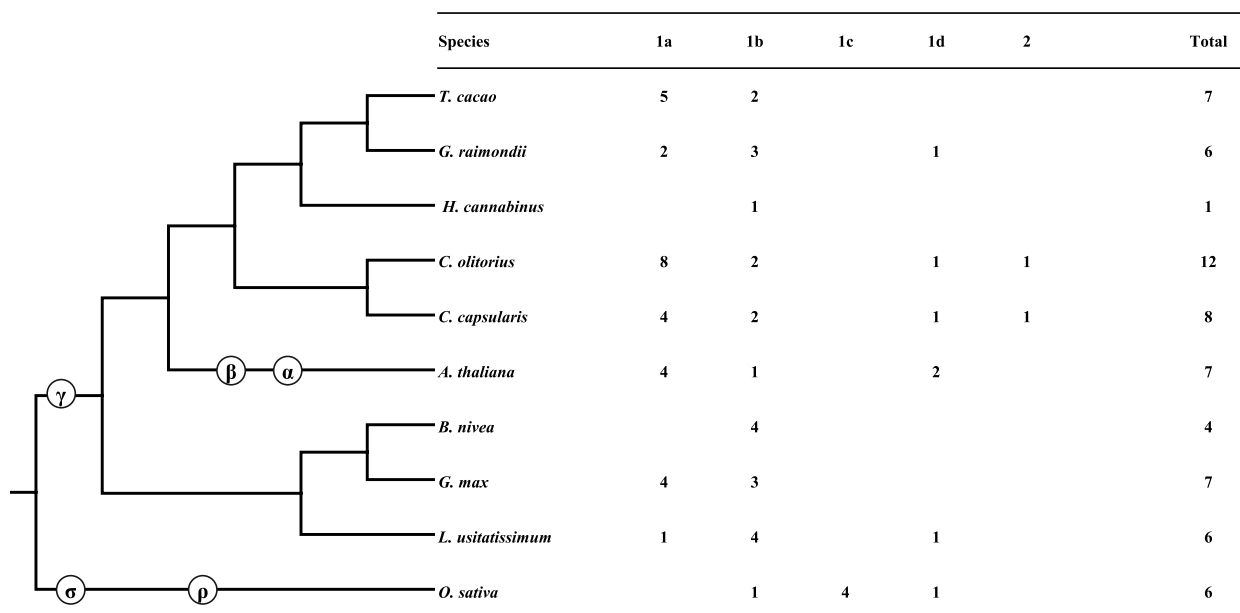 Species 1a 1b 1c 1d 2 Total
T. cacao 5 2 7
G. raimondii 2 3 1 6
H. cannabinus 1 1
C. olitorius 8 2 1 1 12
C. capsularis 4 2 1 1 8
β α A. thaliana 4 1 2 7
γ
B. nivea 4 4
G. max 4 3 7
L. usitatissimum 1 4 1 6
σ ρ O. sativa 1 4 1 6